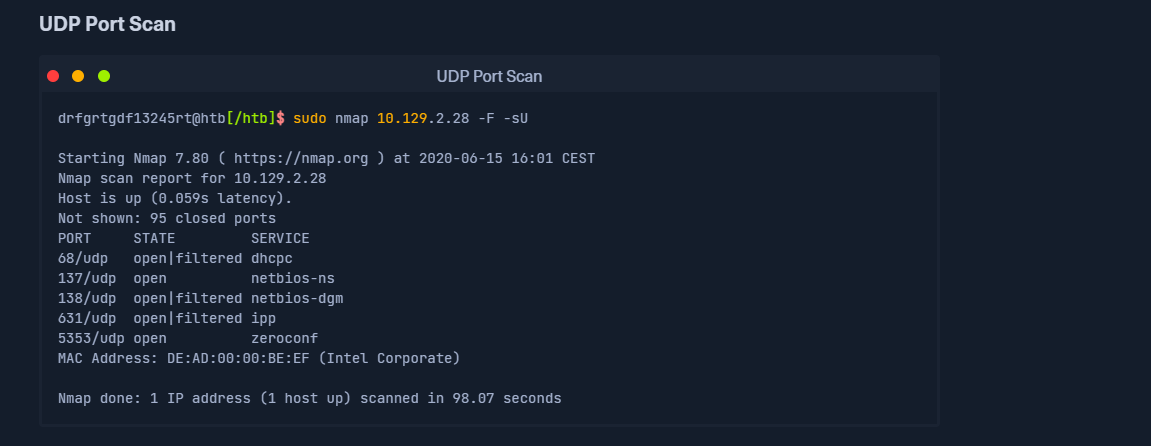 UDP Port Scan
UDP Port Scan
drfgrtgdf13245rt@htb[/htb]$ sudo nmap 10.129.2.28 -F -sU
Starting Nmap 7.80 ( https://nmap.org ) at 2020-06-15 16:01 CEST
Nmap scan report for 10.129.2.28
Host is up (0.059s latency).
Not shown: 95 closed ports
PORT     STATE         SERVICE
68/udp   open|filtered dhcpc
137/udp  open          netbios-ns
138/udp  open|filtered netbios-dgm
631/udp  open|filtered ipp
5353/udp open          zeroconf
MAC Address: DE:AD:00:00:BE:EF (Intel Corporate)
Nmap done: 1 IP address (1 host up) scanned in 98.07 seconds